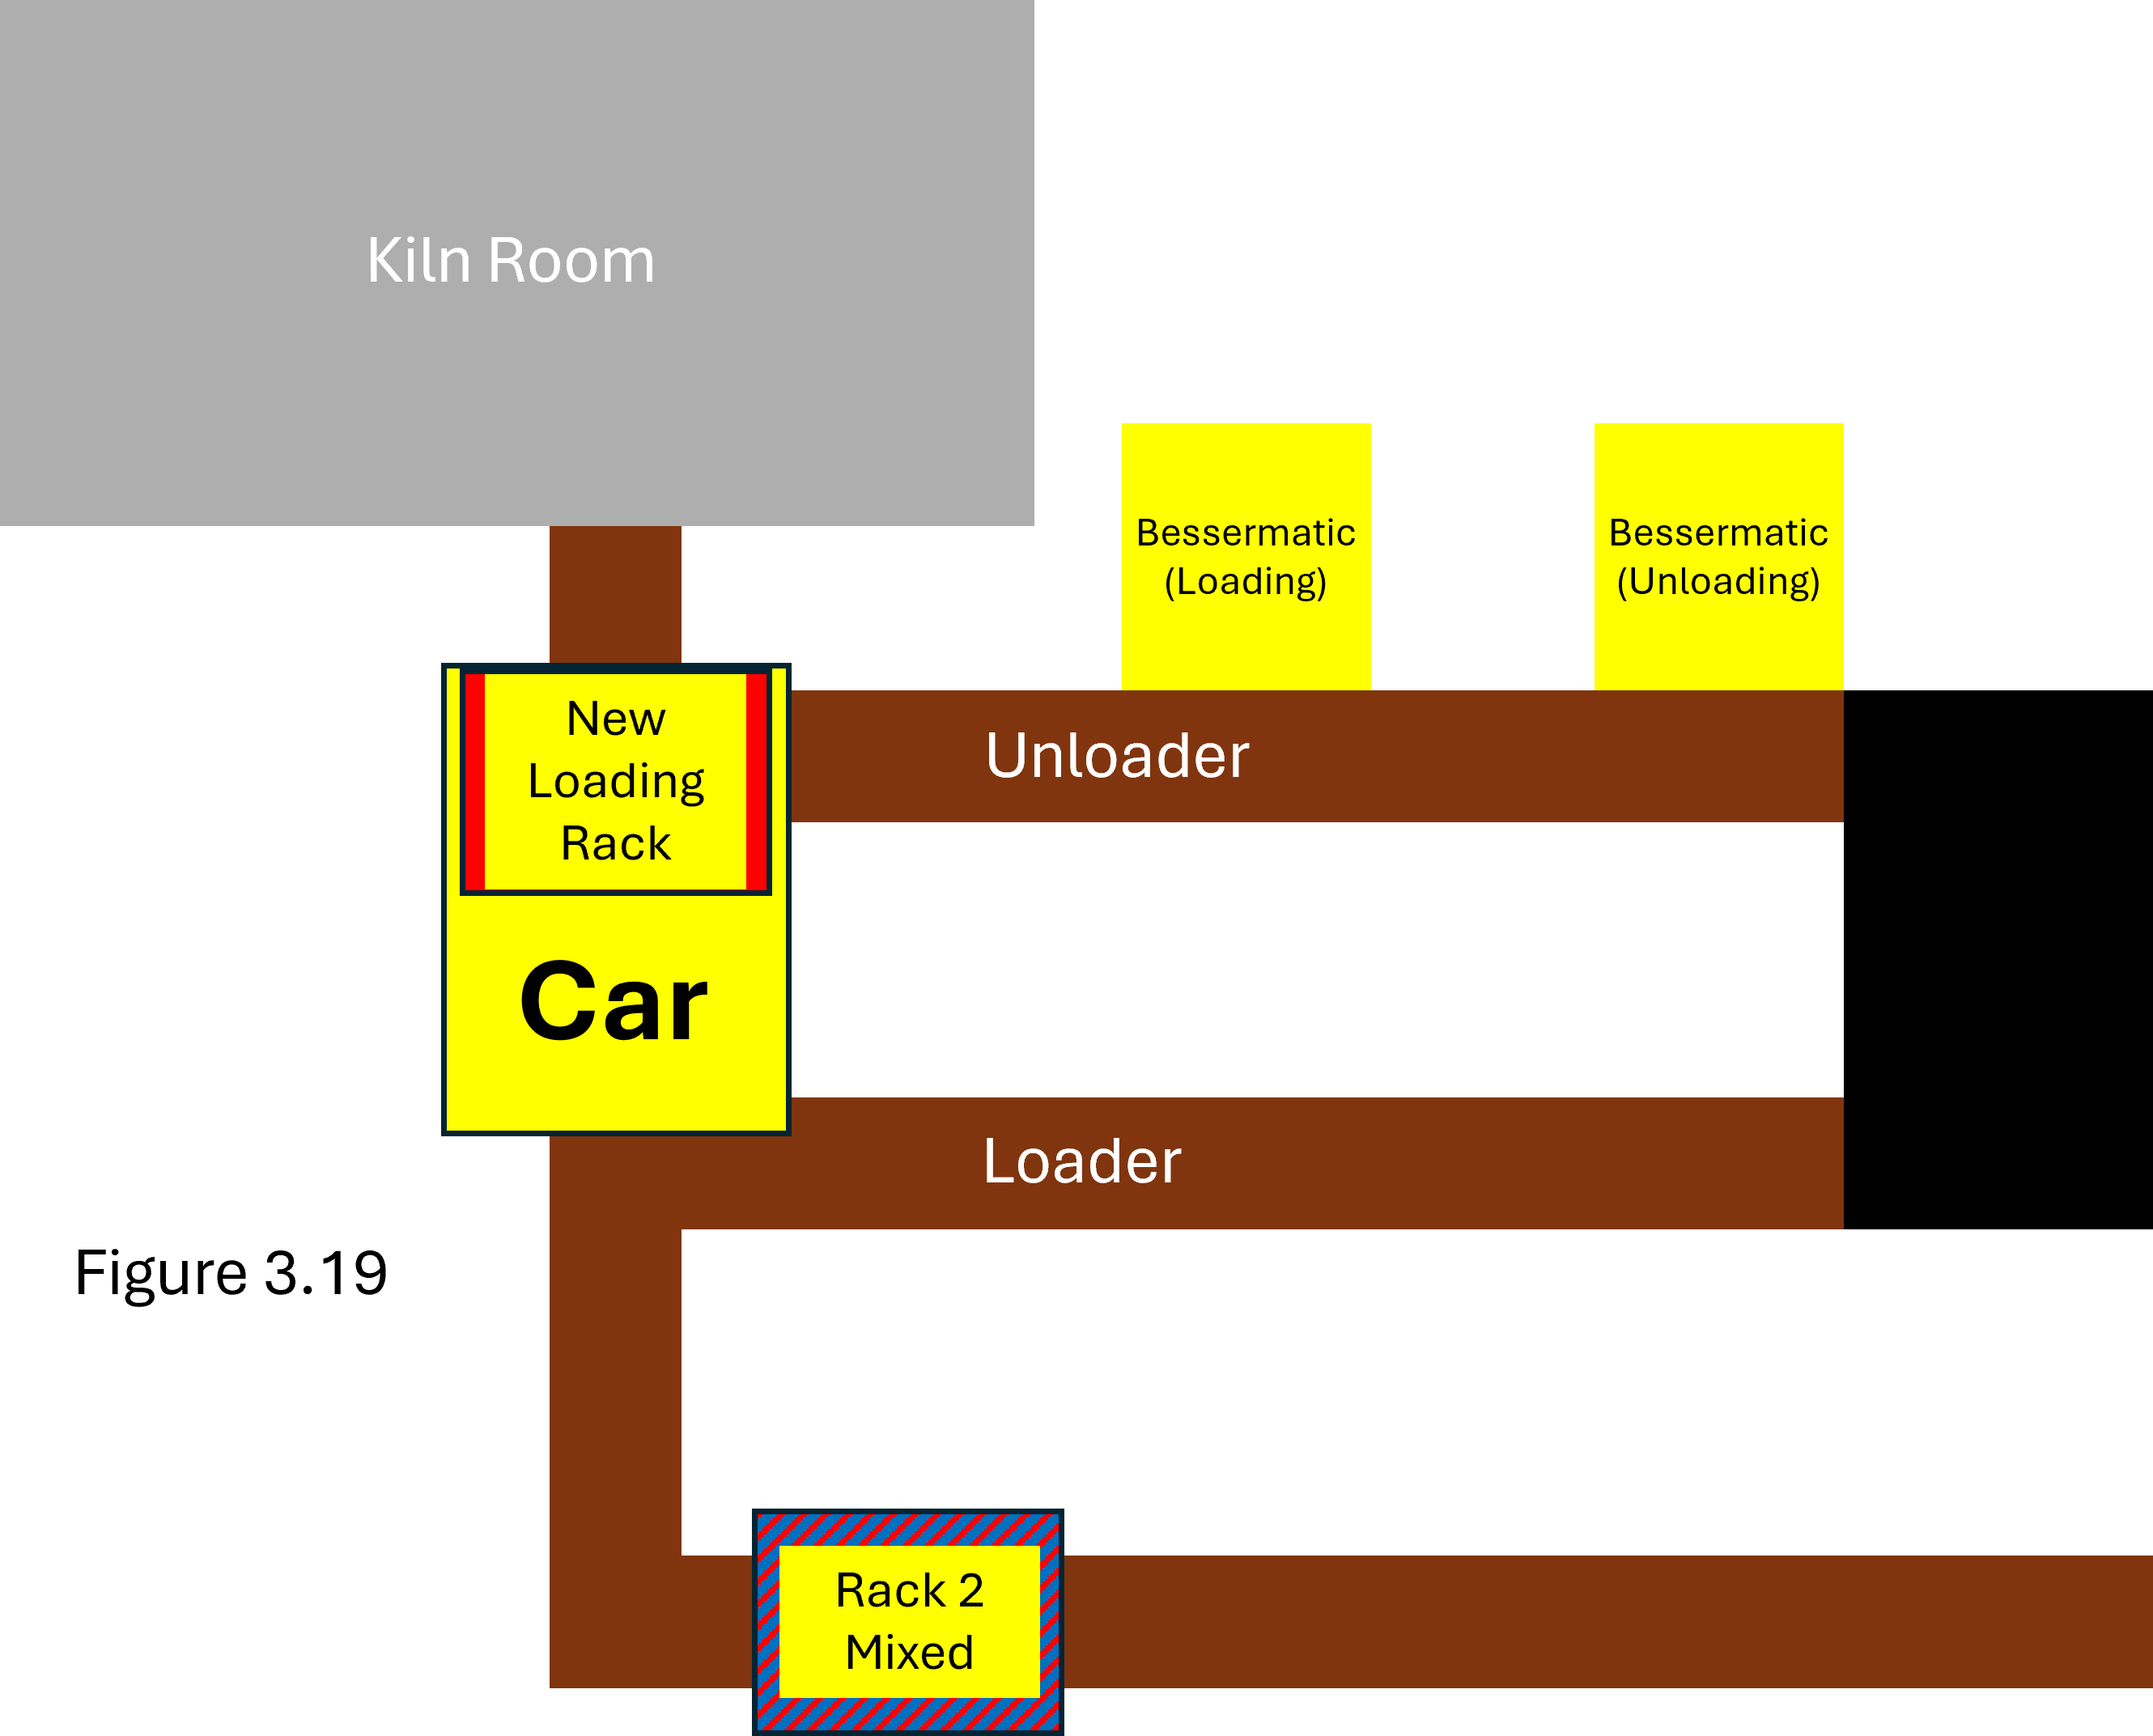 Kiln Room
Bessermatic
(Loading)
Bessermatic
(Unloading)
New
Loading
Rack
Unloader
Car
Loader
Figure 3.19
Rack 2
Mixed